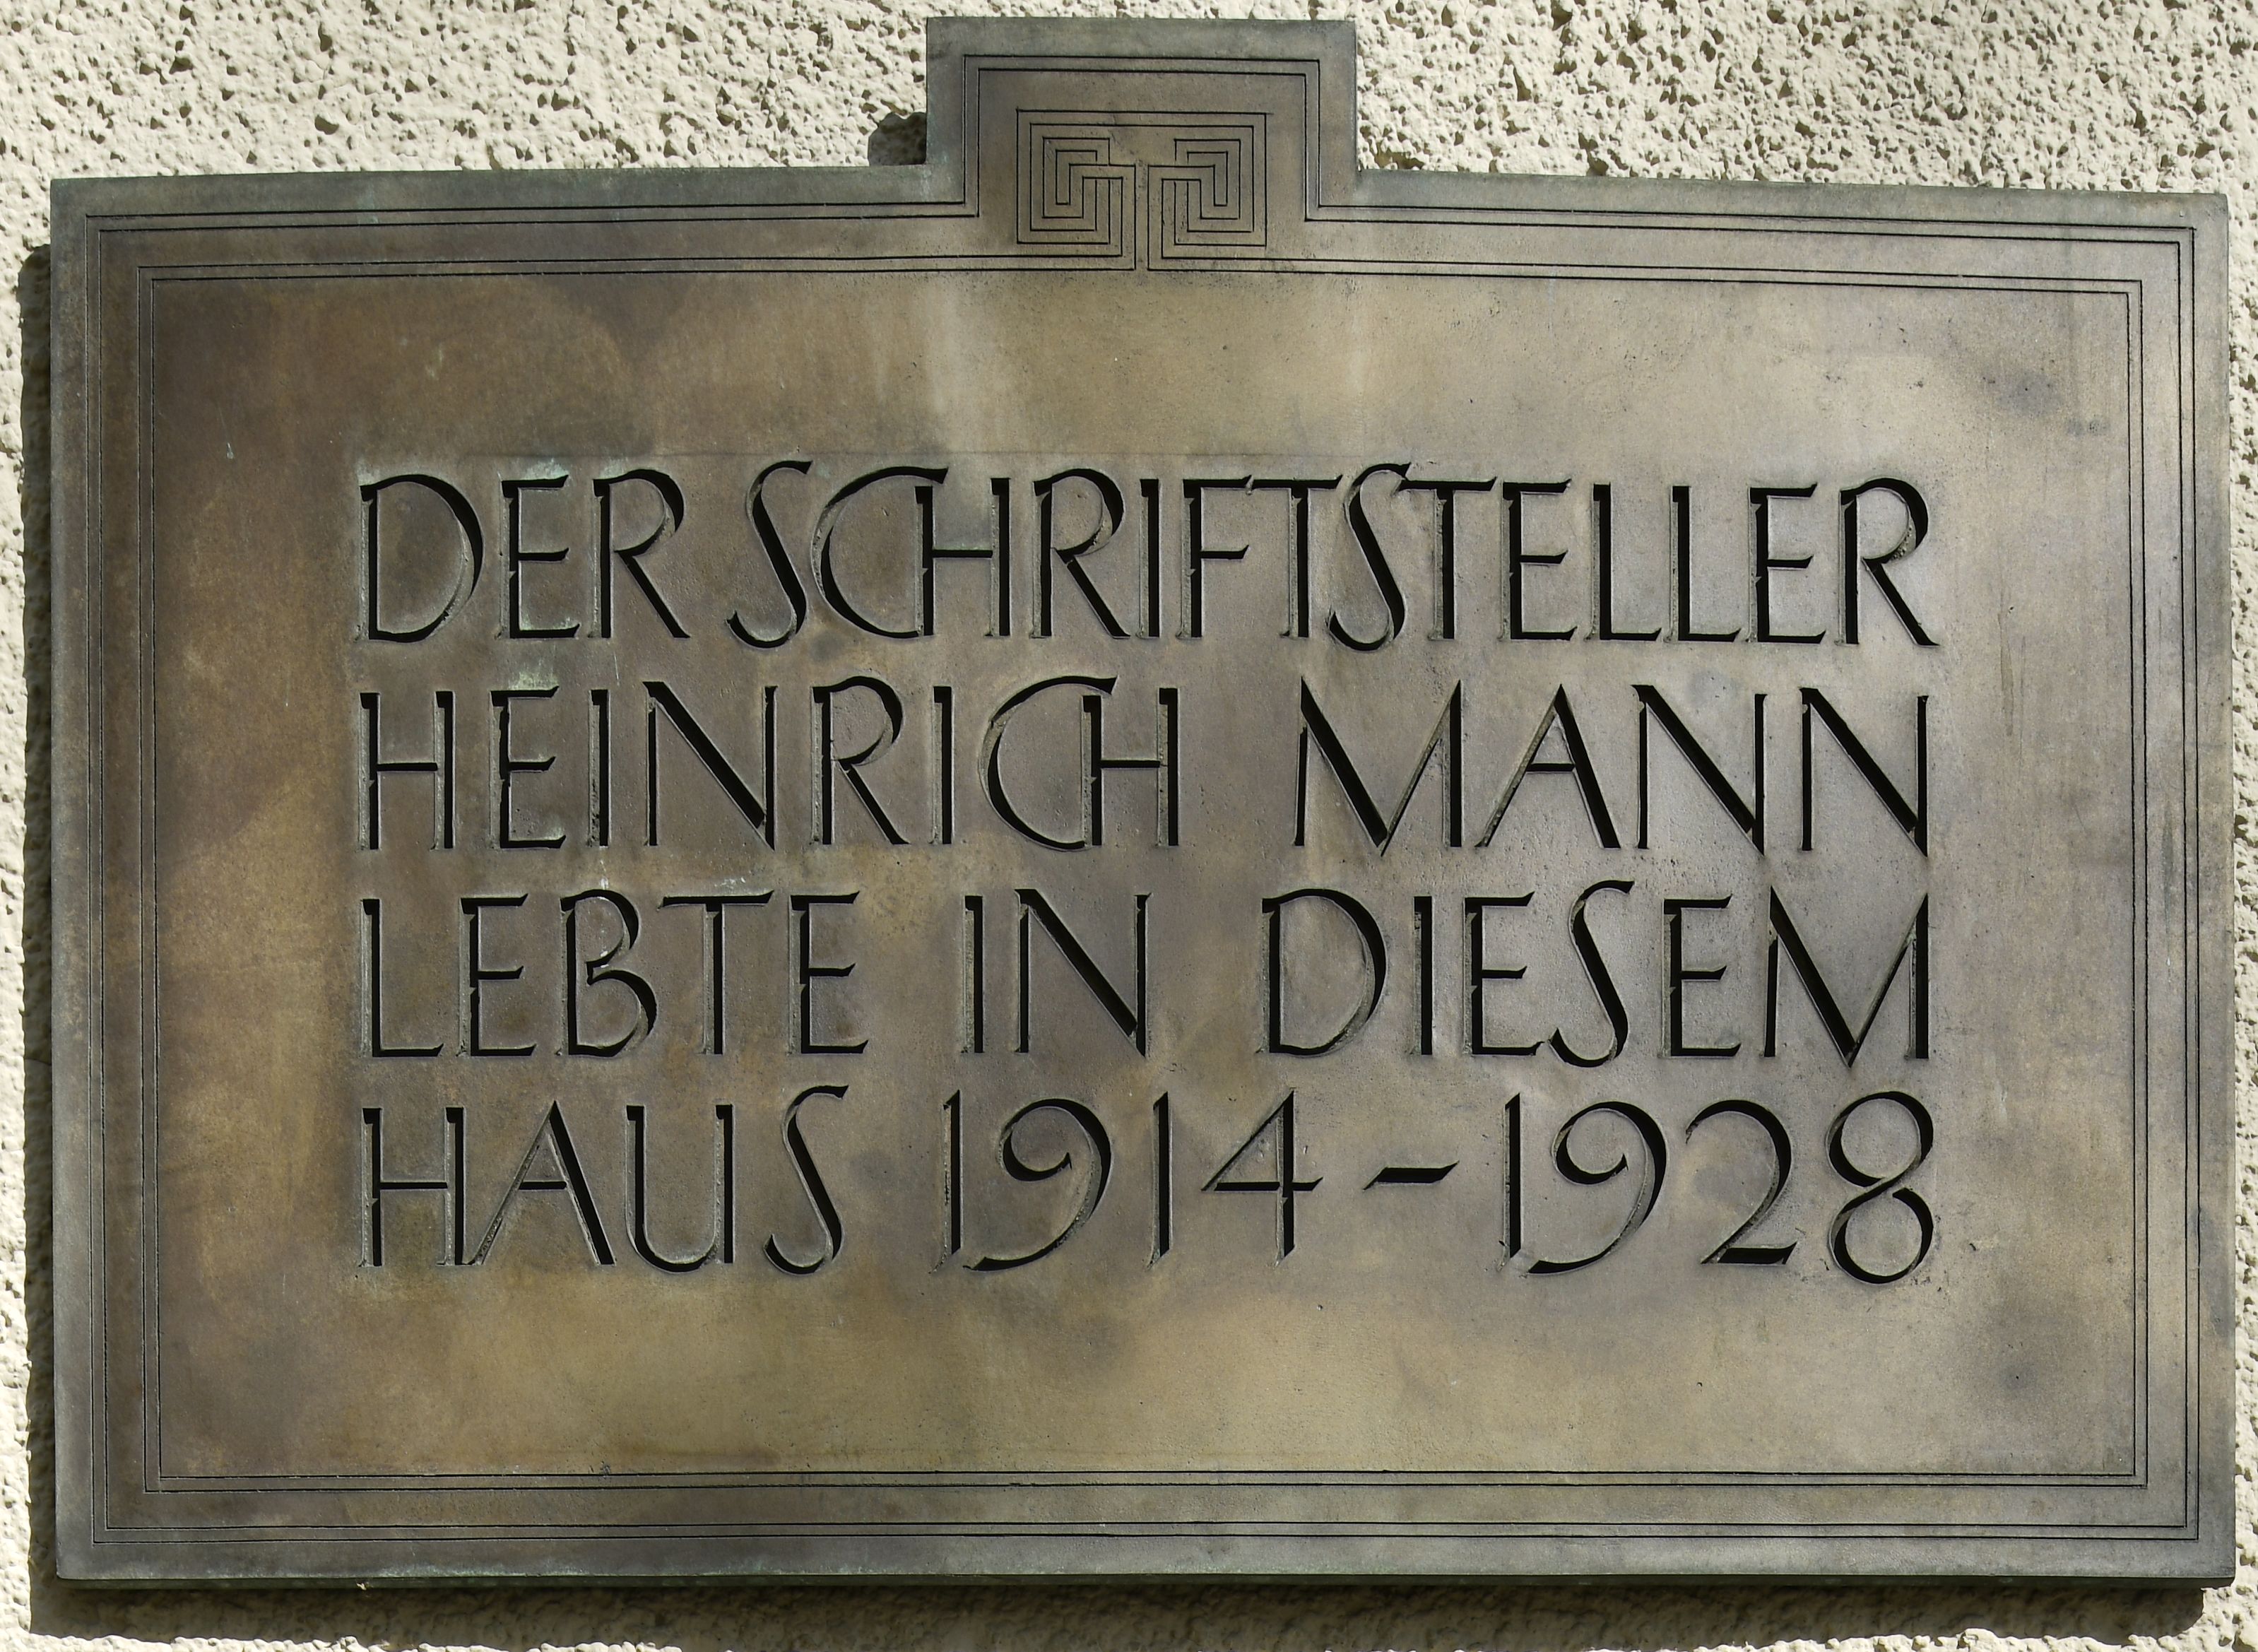 DER SCHRIFTSTELLER
HEINRICH MANN
LEBTE IN DIESEM
HAUS 1914-1928